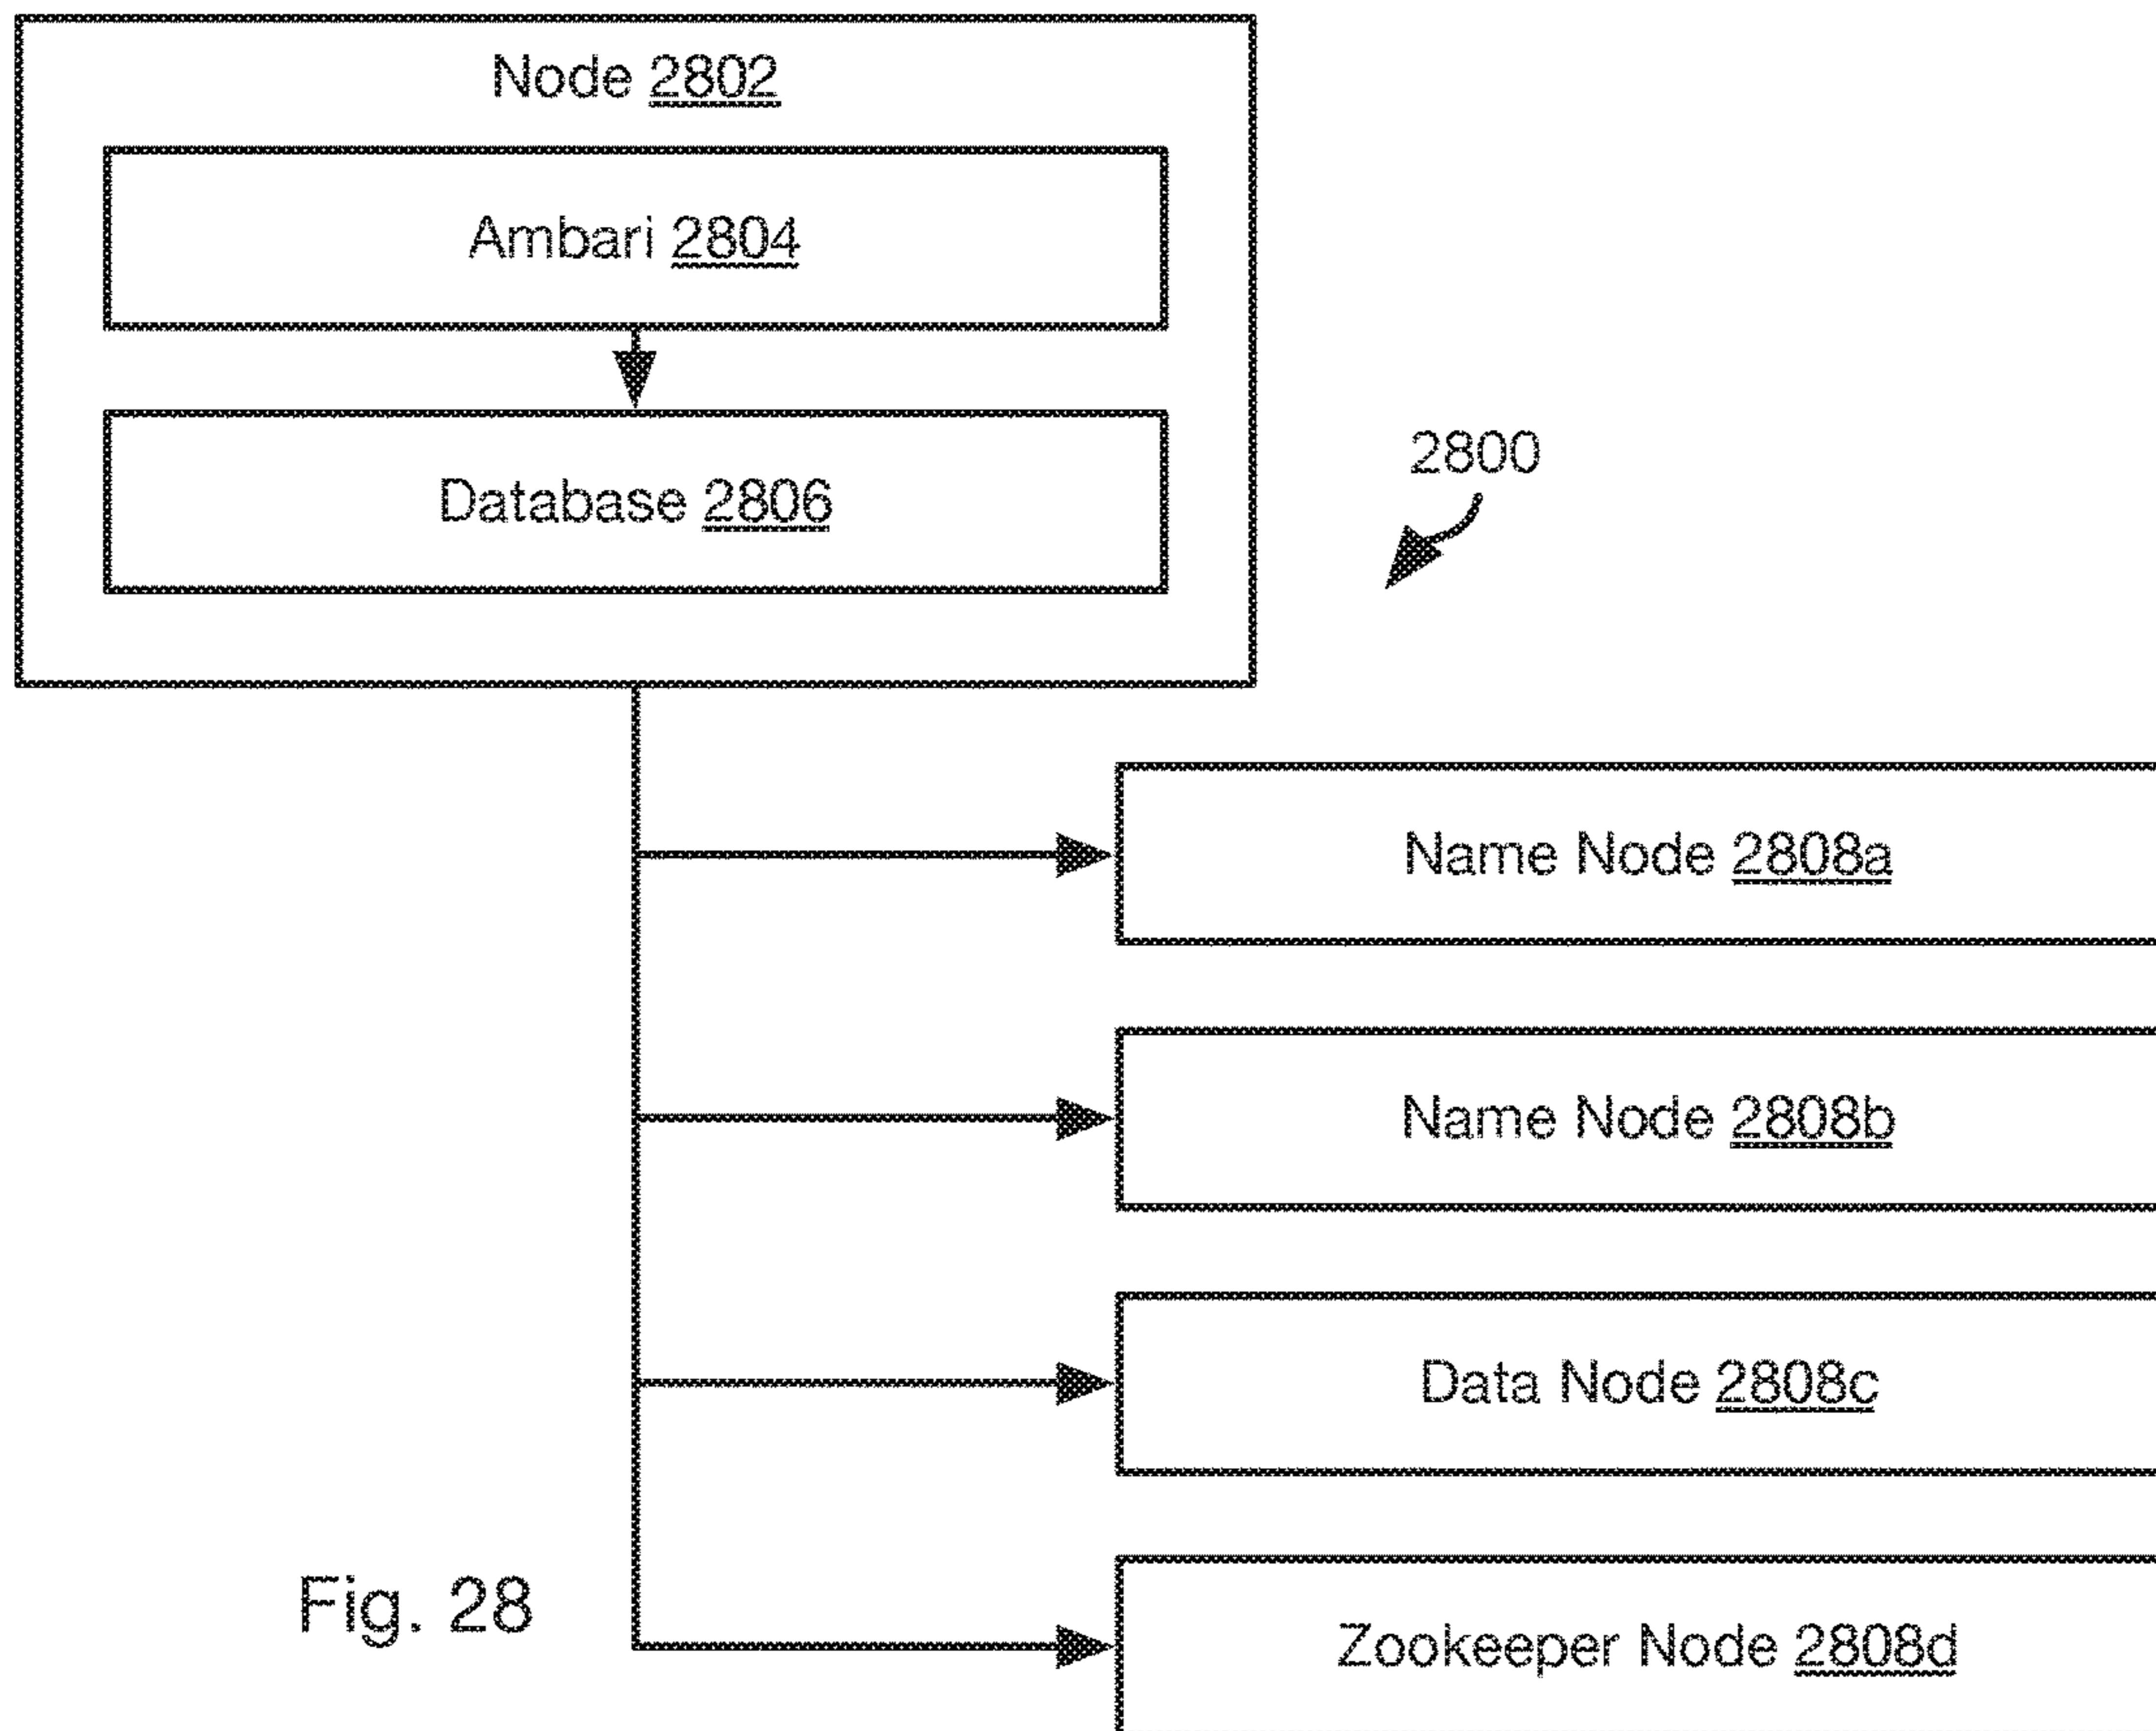 Node 2802
Ambari 2804
Database 2806
2800
Name Node 2808a
Name Node 2808b
Data Node 2808c
Zookeeper Node 2808d
Fig. 28